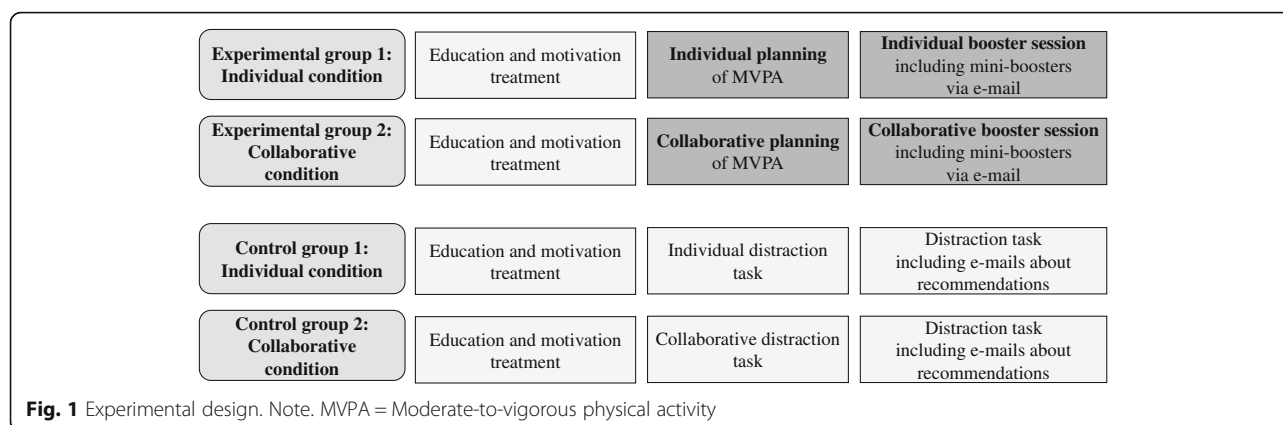 Experimental group 1:
Individual condition
Education and motivation
treatment
Individual planning
of MVPA
Individual booster session
including mini-boosters
via e-mail
Experimental group 2:
Collaborative
condition
Education and motivation
treatment
Collaborative planning
of MVPA
Collaborative booster session
including mini-boosters
via e-mail
Control group 1:
Individual condition
Education and motivation
treatment
Individual distraction
task
Distraction task
including e-mails about
recommendations
Control group 2:
Collaborative
condition
Education and motivation
treatment
Collaborative distraction
task
Distraction task
including e-mails about
recommendations
Fig. 1 Experimental design. Note. MVPA = Moderate-to-vigorous physical activity